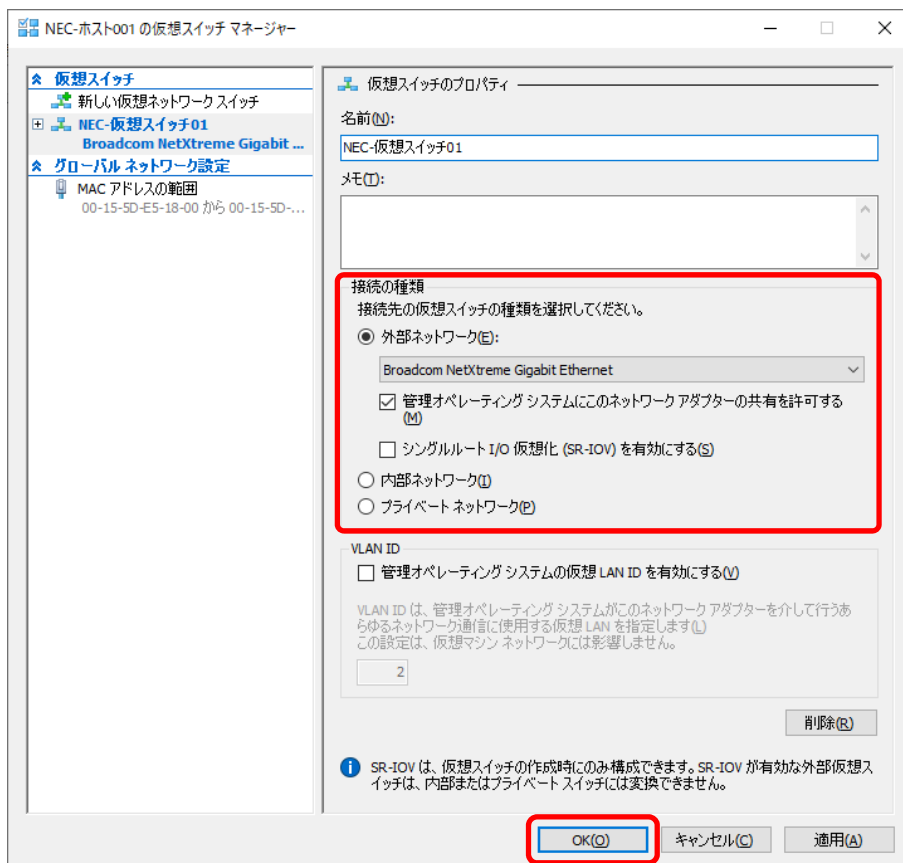 NEC-ホスト001 の仮想スイッチ マネージャー
仮想スイッチ
新しい仮想ネットワーク スイッチ
NEC-仮想スイッチ01
Broadcom NetXtreme Gigabit ...
グローバル ネットワーク設定
MAC アドレスの範囲
00-15-5D-E5-18-00 から 00-15-5D-...
仮想スイッチのプロパティ
名前(N):
NEC-仮想スイッチ01
メモ(T):
接続の種類
接続先の仮想スイッチの種類を選択してください。
外部ネットワーク(E):
Broadcom NetXtreme Gigabit Ethernet
管理オペレーティング システムにこのネットワーク アダプターの共有を許可する
(M)
シングルルート I/O 仮想化 (SR-IOV) を有効にする(S)
内部ネットワーク(I)
プライベート ネットワーク(P)
VLAN ID
管理オペレーティング システムの仮想 LAN ID を有効にする(V)
VLAN ID は、管理オペレーティング システムがこのネットワーク アダプターを介して行うあ
らゆるネットワーク通信に使用する仮想 LAN を指定します(L)
この設定は、仮想マシン ネットワークには影響しません。
2
削除(R)
SR-IOV は、仮想スイッチの作成時にのみ構成できます。SR-IOV が有効な外部仮想ス
イッチは、内部またはプライベート スイッチには変換できません。
OK(O)
キャンセル(C)
適用(A)